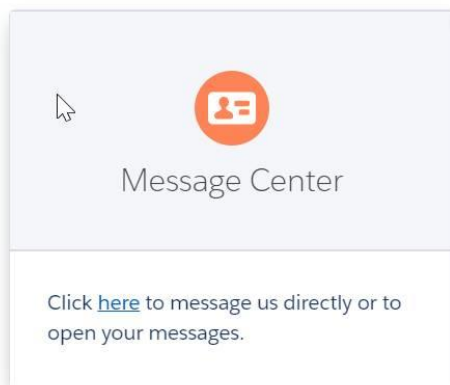 Message Center
Click here to message us directly or to
open your messages.